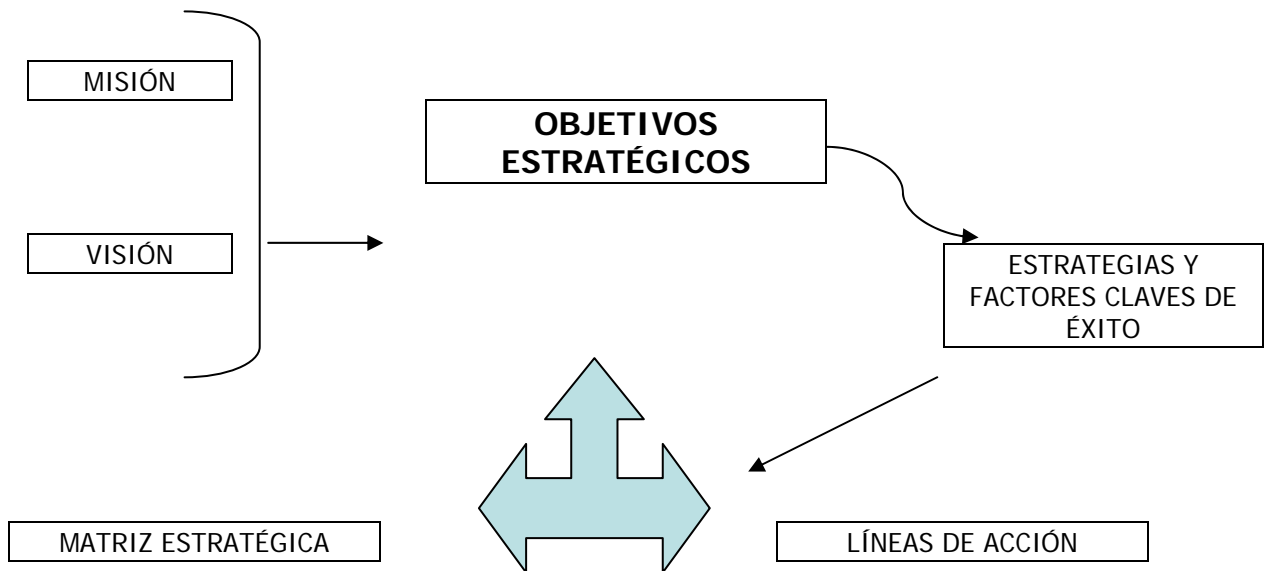 MISIÓN
OBJETIVOS
ESTRATÉGICOS
VISIÓN
ESTRATEGIAS Y
FACTORES CLAVES DE
ÉXITO
MATRIZ ESTRATÉGICA
LÍNEAS DE ACCIÓN